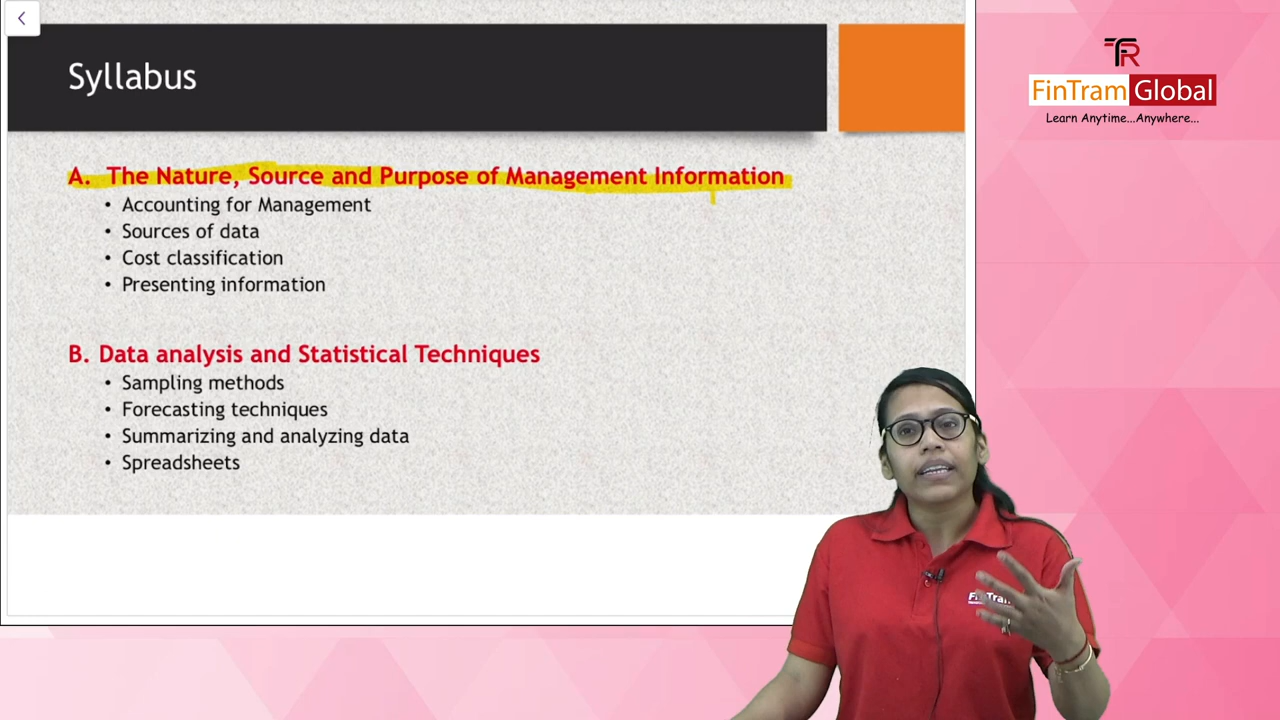 Syllabus
FinTram Global
Learn Anytime...Anywhere...
A. The Nature, Source and Purpose of Management Information
• Accounting for Management
• Sources of data
• Cost classification
• Presenting information
B. Data analysis and Statistical Techniques
• Sampling methods
• Forecasting techniques
• Summarizing and analyzing data
• Spreadsheets